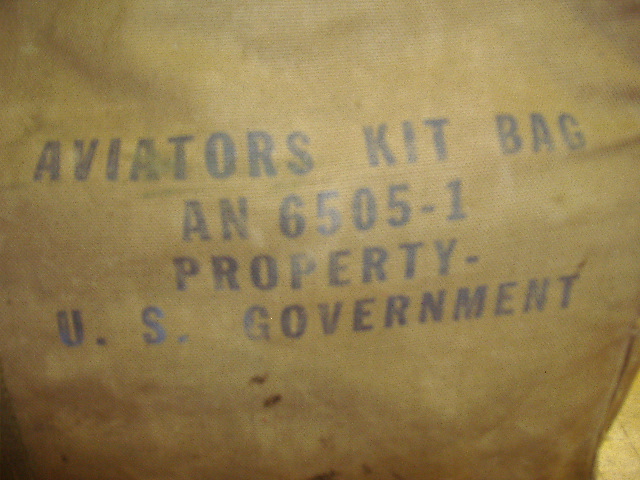 AVIATORS KIT BAG
AN 6505-1
PROPERTY-
U. S. GOVERNMENT